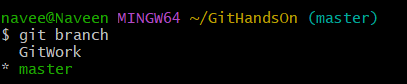 navee@Naveen MINGW64 ~/GitHandsOn (master)
$ git branch
  GitWork
* master